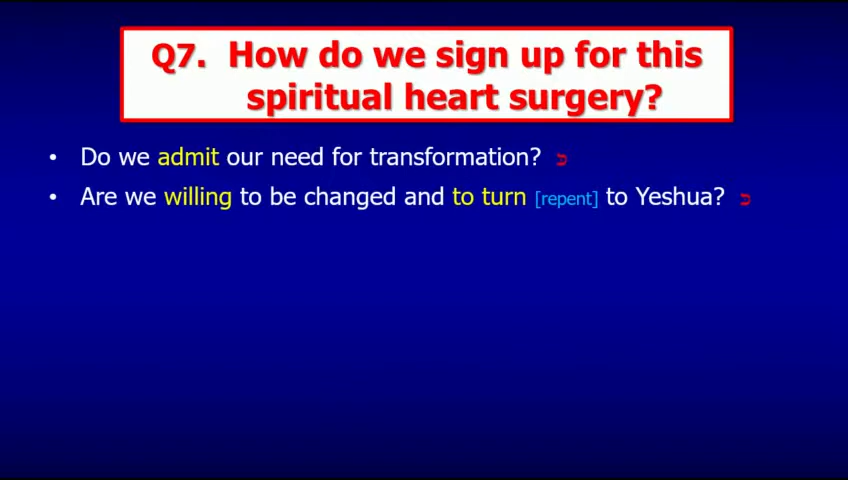 Q7. How do we sign up for this
spiritual heart surgery?
• Do we admit our need for transformation?
• Are we willing to be changed and to turn [repent] to Yeshua?